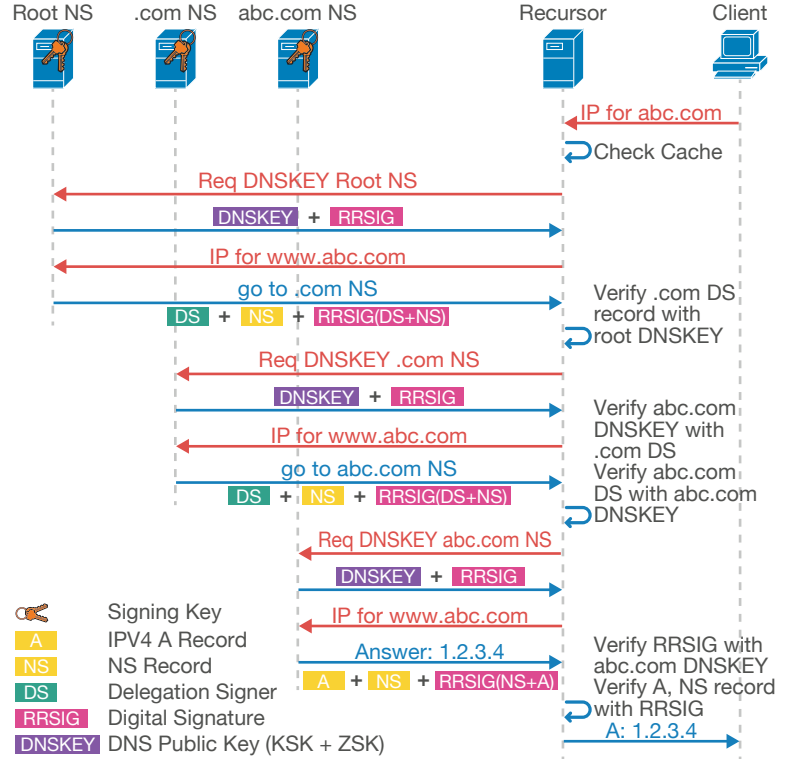 Root NS .com NS abc.com NS Recursor Client
IP for abc.com
Check Cache
Req DNSKEY Root NS
DNSKEY + RRSIG
IP for www.abc.com
go to .com NS
DS + NS + RRSIG(DS+NS)
Verify .com DS
record with
root DNSKEY
Req DNSKEY .com NS
DNSKEY + RRSIG
IP for www.abc.com
go to abc.com NS
DS + NS + RRSIG(DS+NS)
Verify abc.com
DNSKEY with
.com DS
Verify abc.com
DS with abc.com
DNSKEY
Req DNSKEY abc.com NS
DNSKEY + RRSIG
IP for www.abc.com
Answer: 1.2.3.4
A + NS + RRSIG(NS+A)
Verify RRSIG with
abc.com DNSKEY
Verify A, NS record
with RRSIG
A: 1.2.3.4
Signing Key
A IPV4 A Record
NS NS Record
DS Delegation Signer
RRSIG Digital Signature
DNSKEY DNS Public Key (KSK + ZSK)